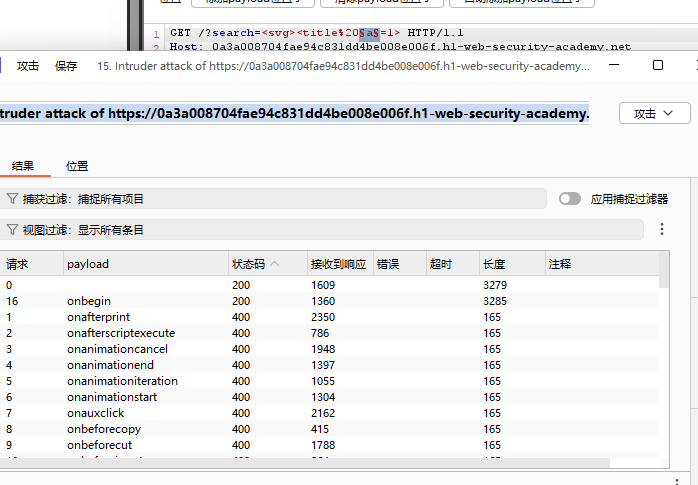 GET /?search=<svg><title%20§a§=1> HTTP/1.1
1
2
Host: 0a3a008704fae94c831dd4be008e006f.h1-web-security-academy.net
攻击 保存 15. Intruder attack of https://0a3a008704fae94c831dd4be008e006f.h1-web-security-academy...
truder attack of https://0a3a008704fae94c831dd4be008e006f.h1-web-security-academy.
攻击
结果 位置
捕获过滤：捕捉所有项目
应用捕捉过滤器
视图过滤：显示所有条目
请求 payload 状态码 接收到响应 错误 超时 长度 注释
0 200 1609 3279
16 onbegin 200 1360 3285
1 onafterprint 400 2350 165
2 onafterscriptexecute 400 786 165
3 onanimationcancel 400 1948 165
4 onanimationend 400 1397 165
5 onanimationiteration 400 1055 165
6 onanimationstart 400 1304 165
7 onauxclick 400 2162 165
8 onbeforecopy 400 415 165
9 onbeforecut 400 1788 165